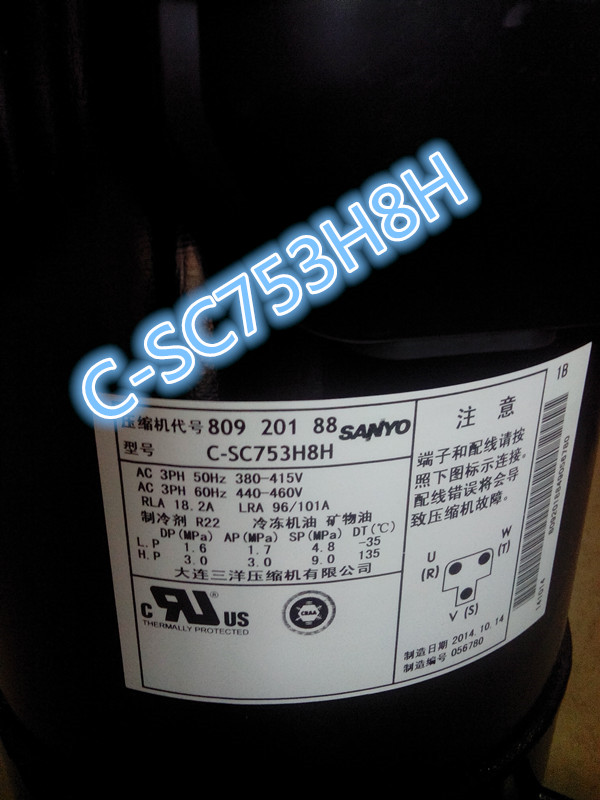 C-SC753H8H
压缩机代号 809 201 88 SANYO
型号 C-SC753H8H
AC 3PH 50Hz 380-415V
AC 3PH 60Hz 440-460V
RLA 18.2A LRA 96/101A
制冷剂 R22 冷冻机油 矿物油
DP(MPa) AP(MPa) SP(MPa) DT(℃)
L.P 1.6 1.7 4.8 -35
H.P 3.0 3.0 9.0 135
大连三洋压缩机有限公司
C RU US ®
THERMALLY PROTECTED
CRAA
注 意
端子和配线请按
照下图标示连接。
配线错误将会导
致压缩机故障。
U
(R)
W
(T)
V (S)
制造日期 2014.10.14
制造编号 056780
1B
141014